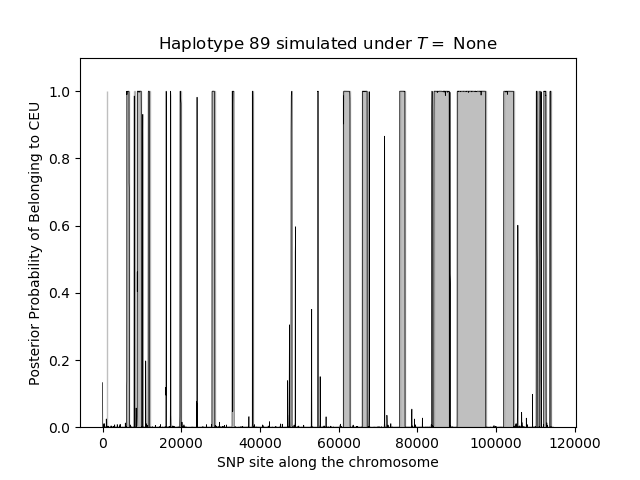 Haplotype 89 simulated under T = None
Posterior Probability of Belonging to CEU
1.0
0.8
0.6
0.4
0.2
0.0
0 20000 40000 60000 80000 100000 120000
SNP site along the chromosome